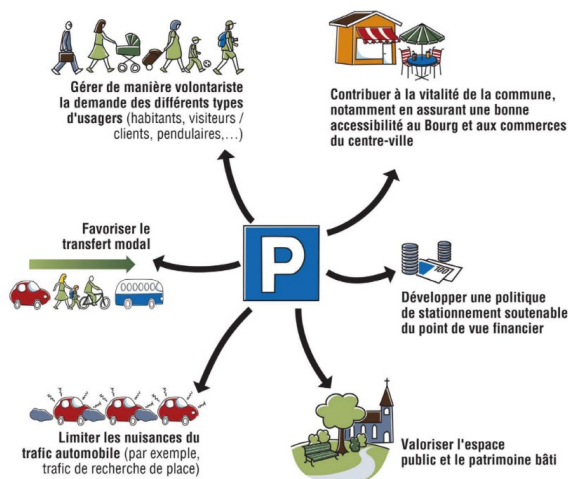 Gérer de manière volontariste
la demande des différents types
d'usagers (habitants, visiteurs /
clients, pendulaires,...)
Contribuer à la vitalité de la commune,
notamment en assurant une bonne
accessibilité au Bourg et aux commerces
du centre-ville
Favoriser le
transfert modal
P
100
Développer une politique
de stationnement soutenable
du point de vue financier
Limiter les nuisances du
trafic automobile (par exemple,
trafic de recherche de place)
Valoriser l'espace
public et le patrimoine bâti